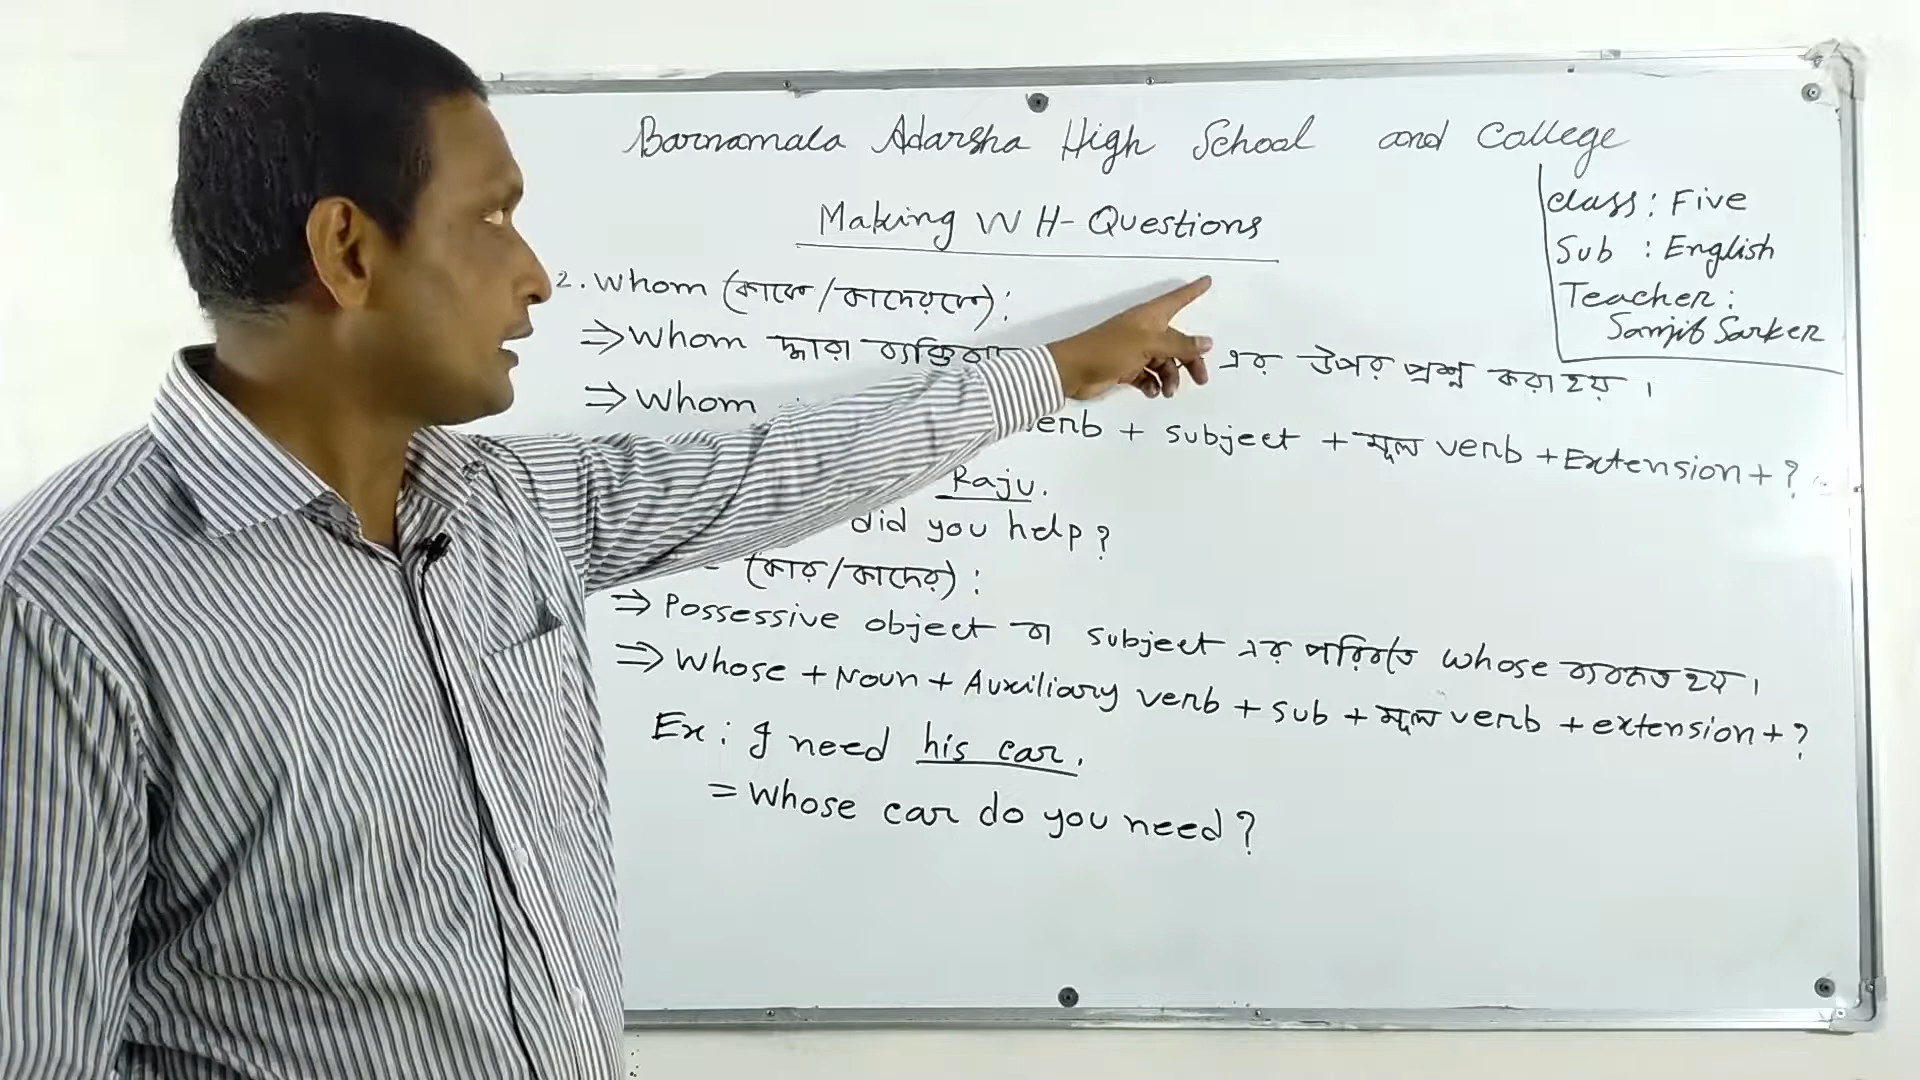 Barnamala Adarsha High School and College
Making WH-Questions
Class: Five
Sub : English
Teacher:
Sanjib Sarker
2. Whom (কাকে/কাদেরকে):
⇒ Whom দ্বারা এর উপর প্রশ্ন করা হয়।
⇒ Whom verb + subject + মূল verb + Extension + ?
Raju.
did you help?
(কার/কাদের):
⇒ Possessive object বা subject এর পরিবর্তে whose ব্যবহৃত হয়।
⇒ Whose + Noun + Auxiliary verb + sub + মূল verb + extension + ?
Ex: I need his car.
= Whose car do you need?